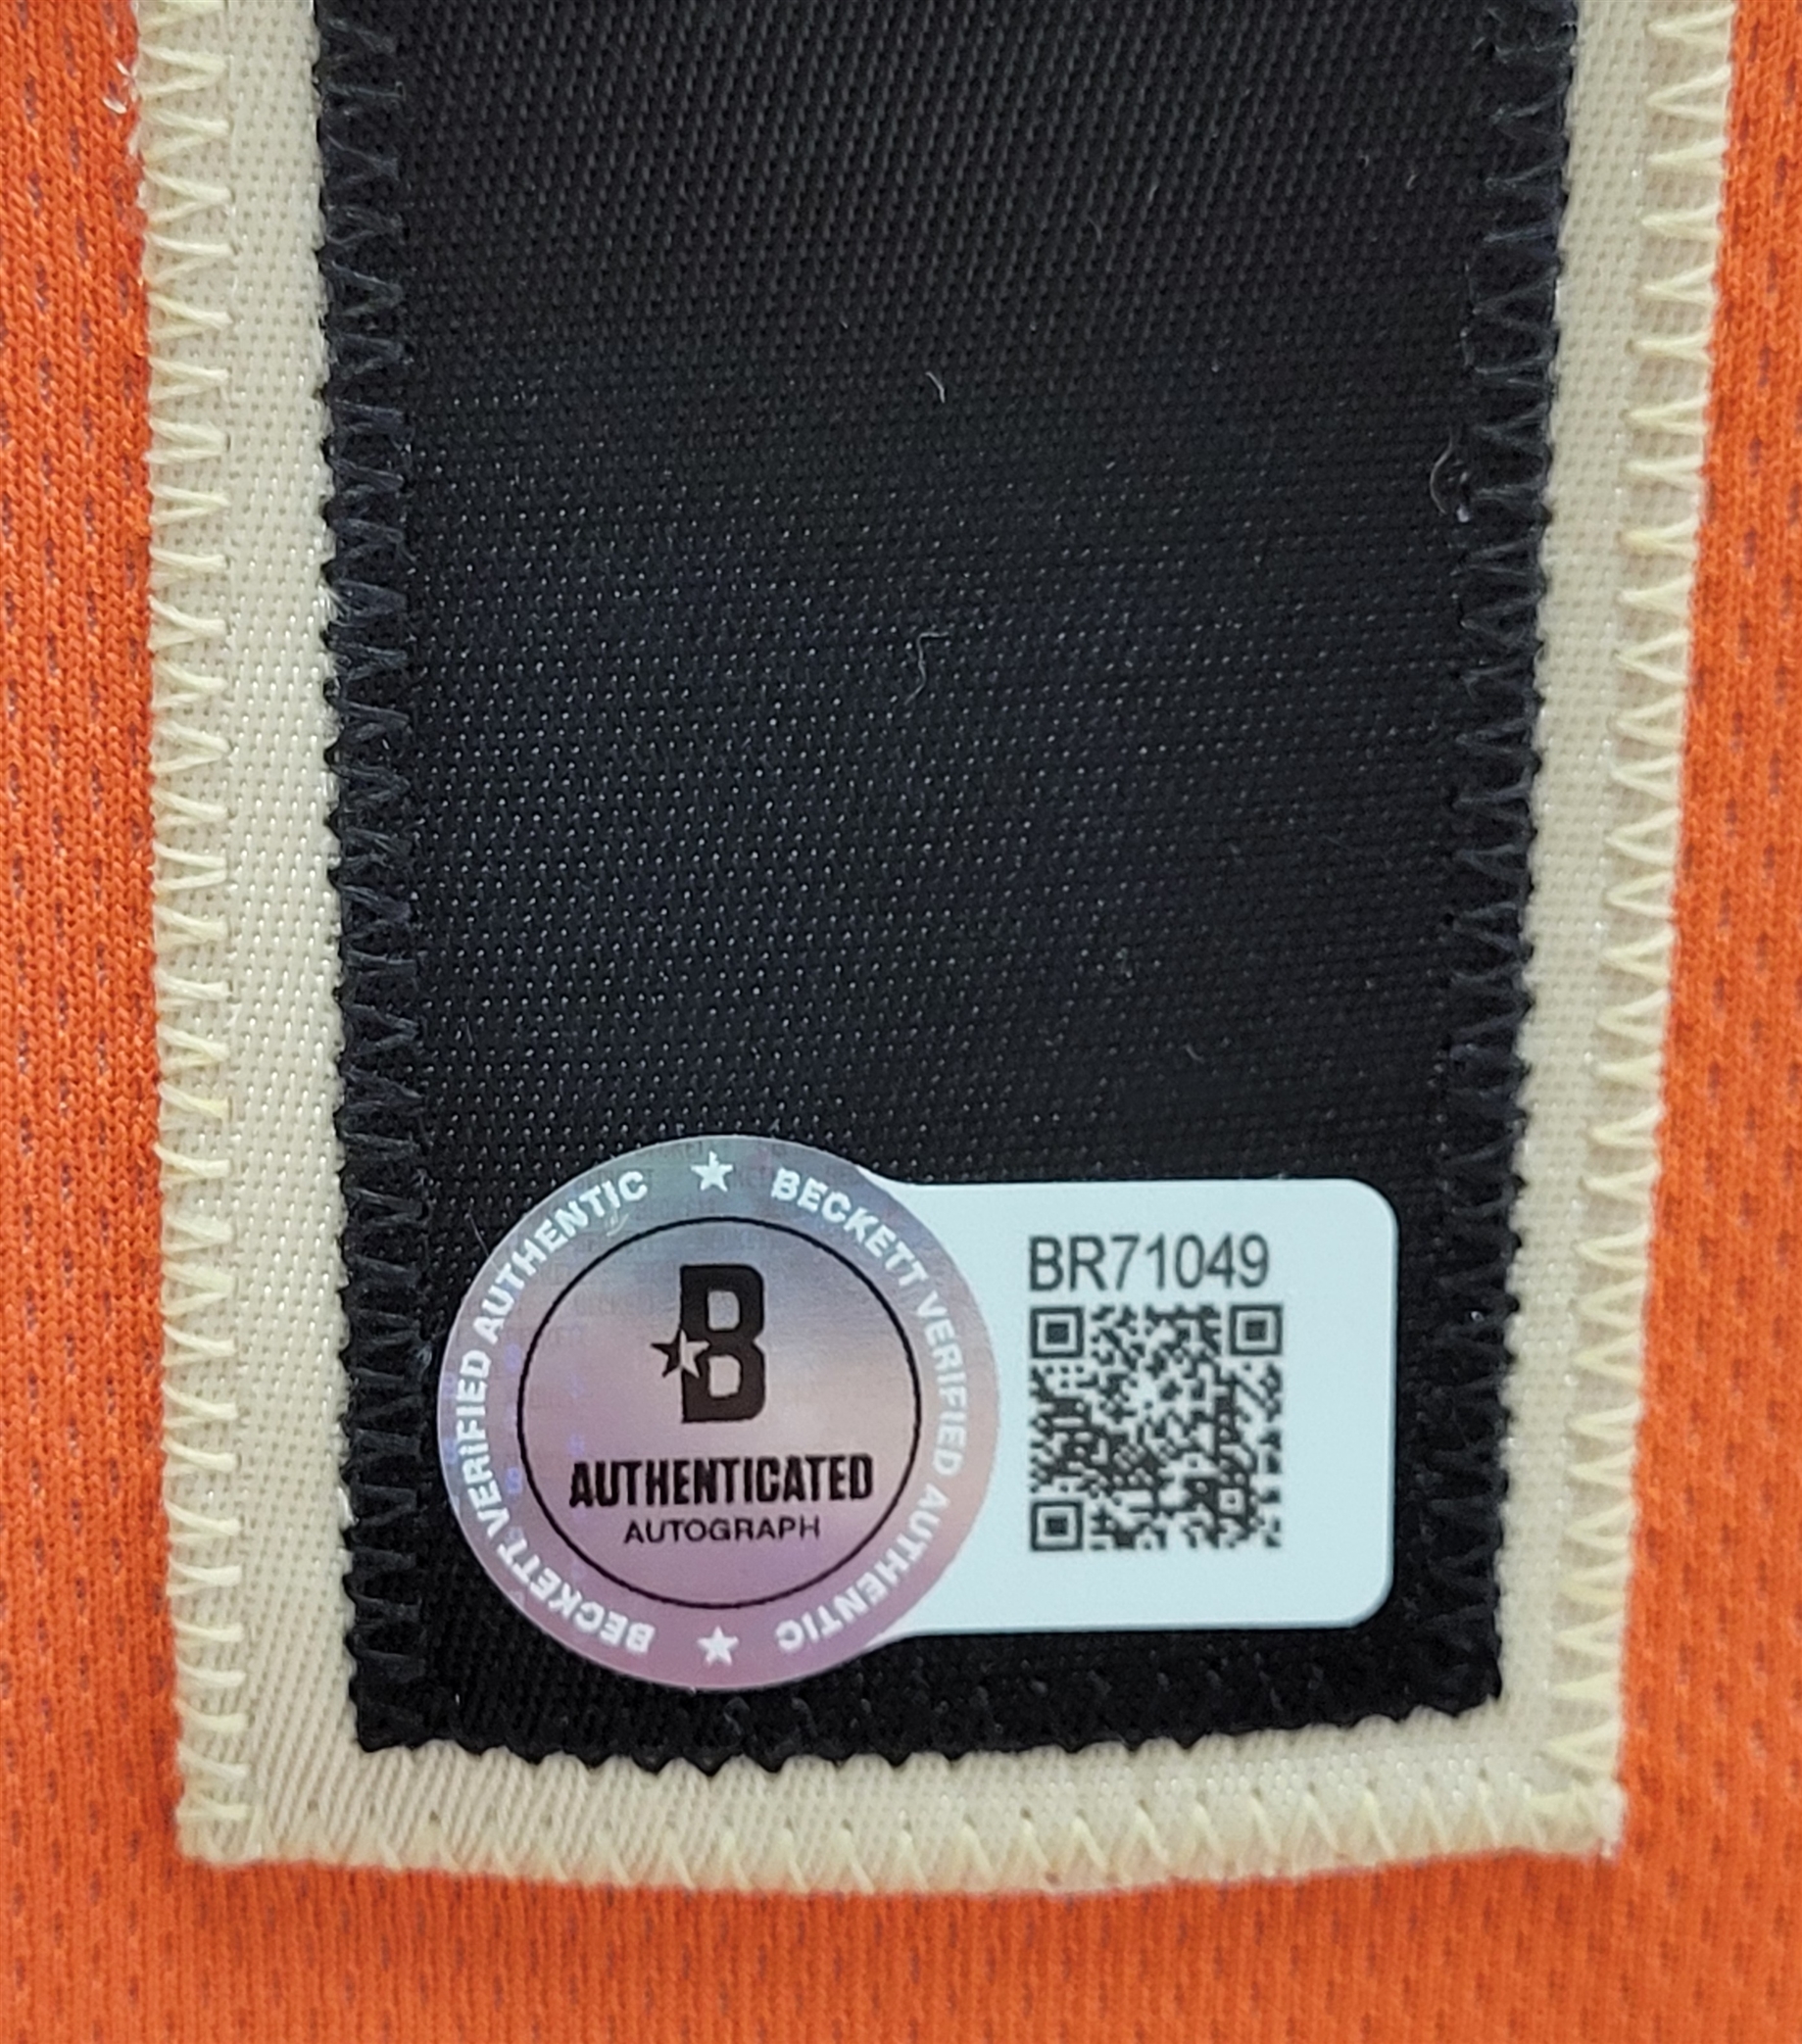 ★ BECKETT VERIFIED AUTHENTIC ★ BECKETT VERIFIED AUTHENTIC
B
AUTHENTICATED
AUTOGRAPH
BR71049